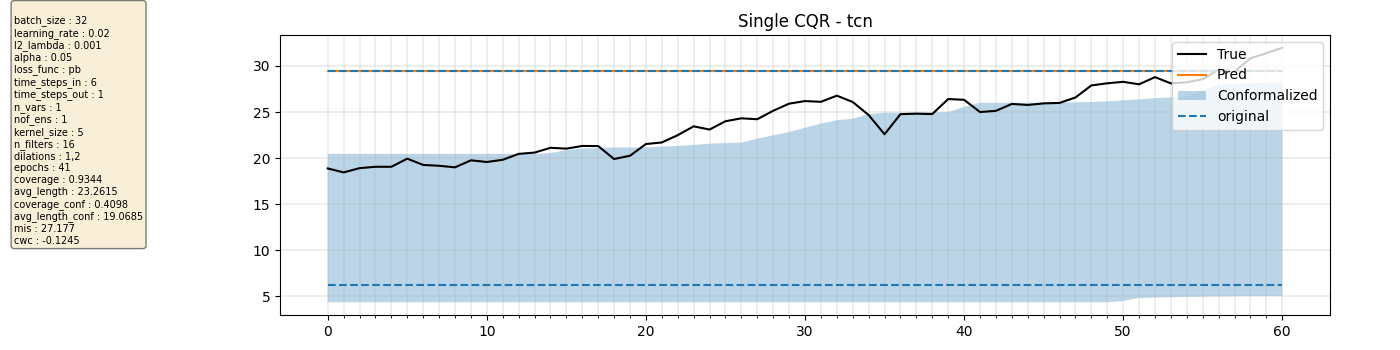 batch_size : 32
learning_rate : 0.02
l2_lambda : 0.001
alpha : 0.05
loss_func : pb
time_steps_in : 6
time_steps_out : 1
n_vars : 1
nof_ens : 1
kernel_size : 5
n_filters : 16
dilations : 1,2
epochs : 41
coverage : 0.9344
avg_length : 23.2615
coverage_conf : 0.4098
avg_length_conf : 19.0685
mis : 27.177
cwc : -0.1245
Single CQR - tcn
True
Pred
Conformalized
original
30
25
20
15
10
5
0 10 20 30 40 50 60